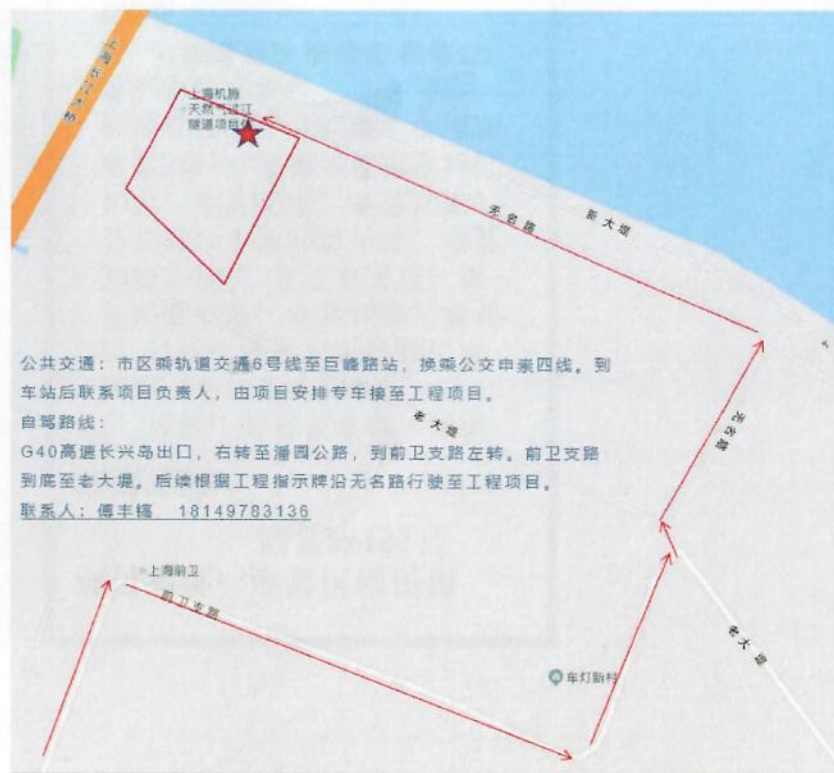 上海长江大桥
上海机施
天然气过江
隧道项目
无名路
新大堤
公共交通：市区乘轨道交通6号线至巨峰路站，换乘公交申崇四线。到
车站后联系项目负责人，由项目安排专车接至工程项目。
老大堤
自驾路线：
无名路
G40高速长兴岛出口，右转至潘园公路，到前卫支路左转。前卫支路
到底至老大堤。后续根据工程指示牌沿无名路行驶至工程项目。
联系人：傅丰 18149783136
上海前卫
前卫支路
老大堤
车灯新村